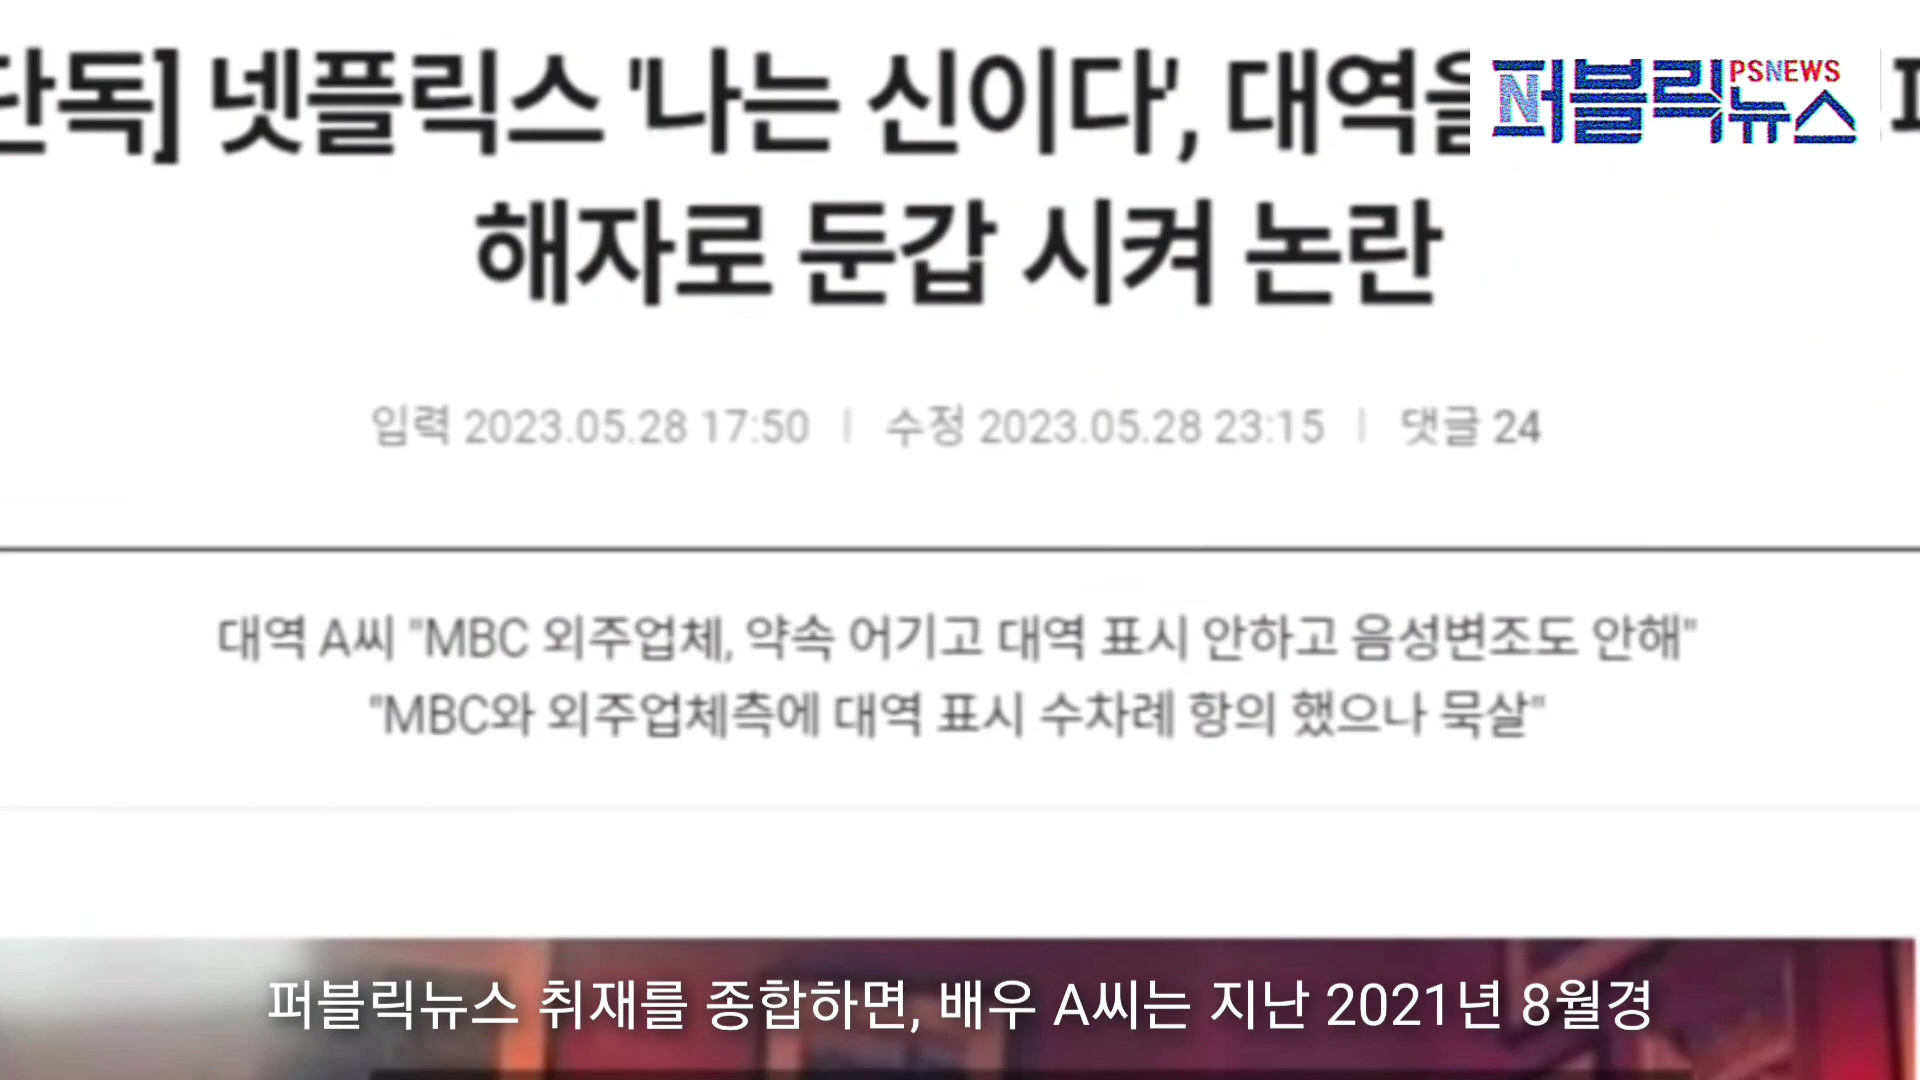 단독] 넷플릭스 '나는 신이다', 대역을
해자로 둔갑 시켜 논란
퍼블릭뉴스 PSNEWS
입력 2023.05.28 17:50 | 수정 2023.05.28 23:15 | 댓글 24
대역 A씨 "MBC 외주업체, 약속 어기고 대역 표시 안하고 음성변조도 안해"
"MBC와 외주업체측에 대역 표시 수차례 항의 했으나 묵살"
퍼블릭뉴스 취재를 종합하면, 배우 A씨는 지난 2021년 8월경